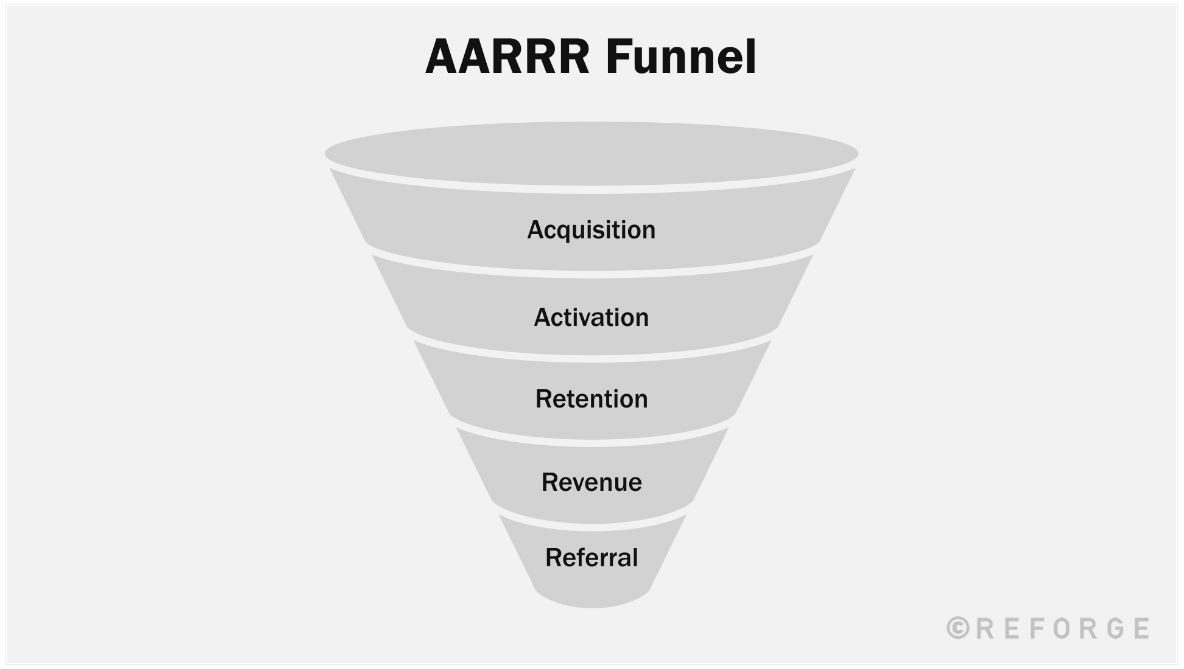 AARRR Funnel
Acquisition
Activation
Retention
Revenue
Referral
©REFORGE